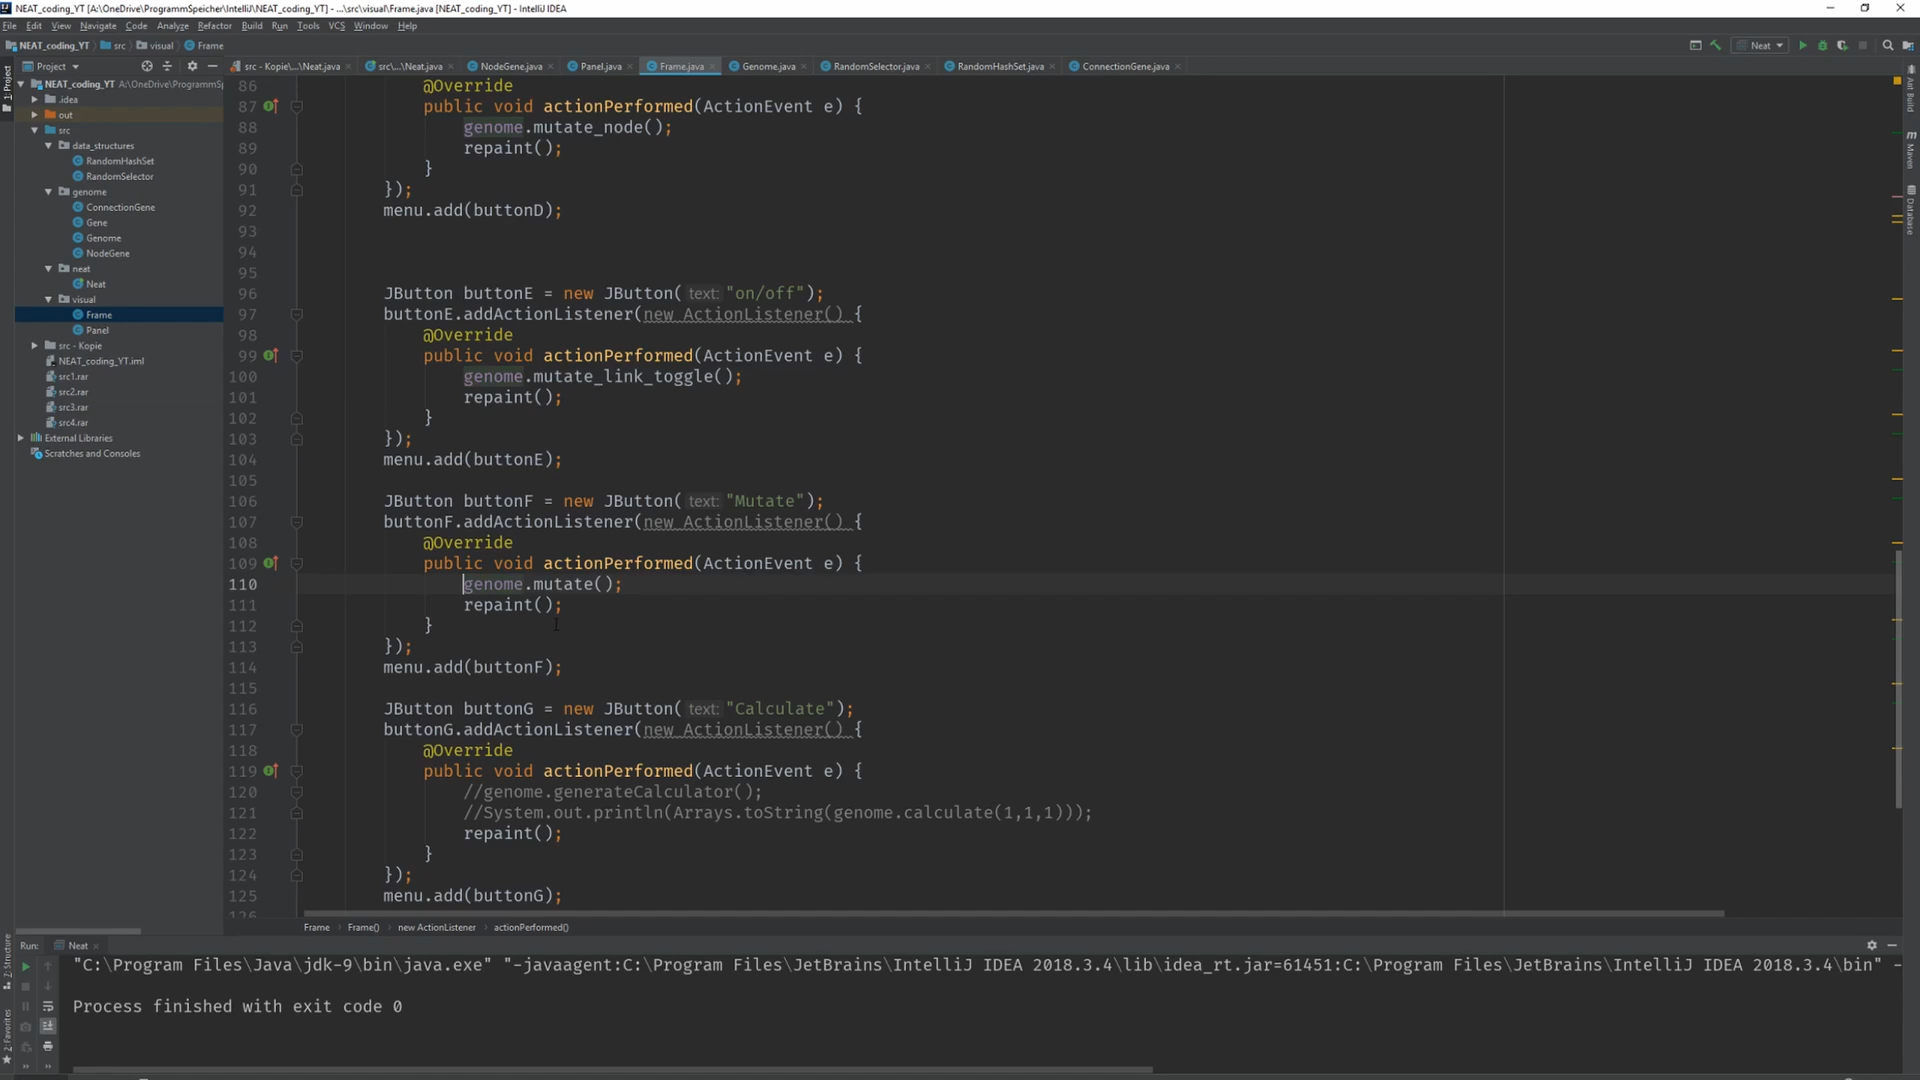 NEAT_coding_YT [A:\OneDrive\ProgrammSpeicher\IntelliJ\NEAT_coding_YT] - ...\src\visual\Frame.java [NEAT_coding_YT] - IntelliJ IDEA
File Edit View Navigate Code Analyze Refactor Build Run Tools VCS Window Help
NEAT_coding_YT src visual Frame Neat
Project src - Kopie\...\Neat.java src\...\Neat.java NodeGene.java Panel.java Frame.java Genome.java RandomSelector.java RandomHashSet.java ConnectionGene.java
1: Project
NEAT_coding_YT A:\OneDrive\ProgrammSp
.idea
out
src
data_structures
RandomHashSet
RandomSelector
genome
ConnectionGene
Gene
Genome
NodeGene
neat
Neat
visual
Frame
Panel
src - Kopie
NEAT_coding_YT.iml
src1.rar
src2.rar
src3.rar
src4.rar
External Libraries
Scratches and Consoles
86 @Override
87 public void actionPerformed(ActionEvent e) {
88 genome.mutate_node();
89 repaint();
90 }
91 });
92 menu.add(buttonD);
93
94
95
96 JButton buttonE = new JButton( text: "on/off");
97 buttonE.addActionListener(new ActionListener() {
98 @Override
99 public void actionPerformed(ActionEvent e) {
100 genome.mutate_link_toggle();
101 repaint();
102 }
103 });
104 menu.add(buttonE);
105
106 JButton buttonF = new JButton( text: "Mutate");
107 buttonF.addActionListener(new ActionListener() {
108 @Override
109 public void actionPerformed(ActionEvent e) {
110 genome.mutate();
111 repaint();
112 }
113 });
114 menu.add(buttonF);
115
116 JButton buttonG = new JButton( text: "Calculate");
117 buttonG.addActionListener(new ActionListener() {
118 @Override
119 public void actionPerformed(ActionEvent e) {
120 //genome.generateCalculator();
121 //System.out.println(Arrays.toString(genome.calculate(1,1,1)));
122 repaint();
123 }
124 });
125 menu.add(buttonG);
126
Ant Build
Maven
Database
Frame Frame() new ActionListener actionPerformed()
Run: Neat
"C:\Program Files\Java\jdk-9\bin\java.exe" "-javaagent:C:\Program Files\JetBrains\IntelliJ IDEA 2018.3.4\lib\idea_rt.jar=61451:C:\Program Files\JetBrains\IntelliJ IDEA 2018.3.4\bin" -
Process finished with exit code 0
7: Structure
2: Favorites